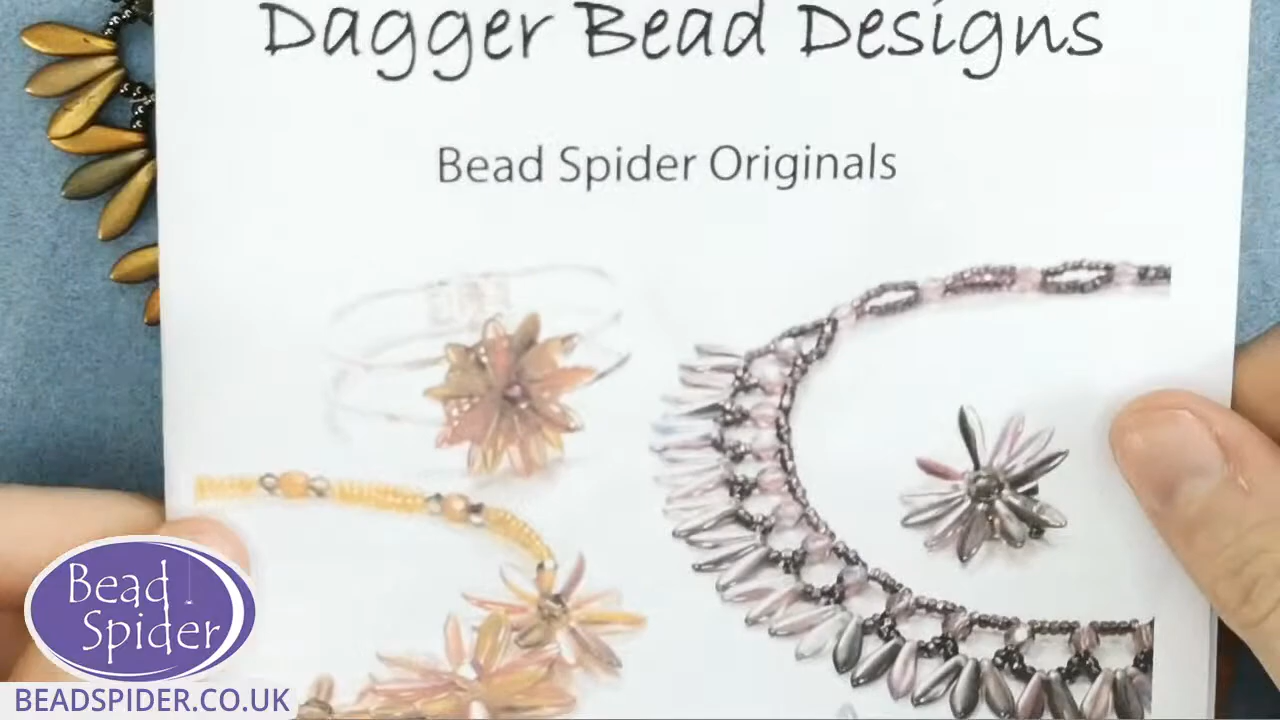 Dagger Bead Designs
Bead Spider Originals
Bead
Spider
BEADSPIDER.CO.UK